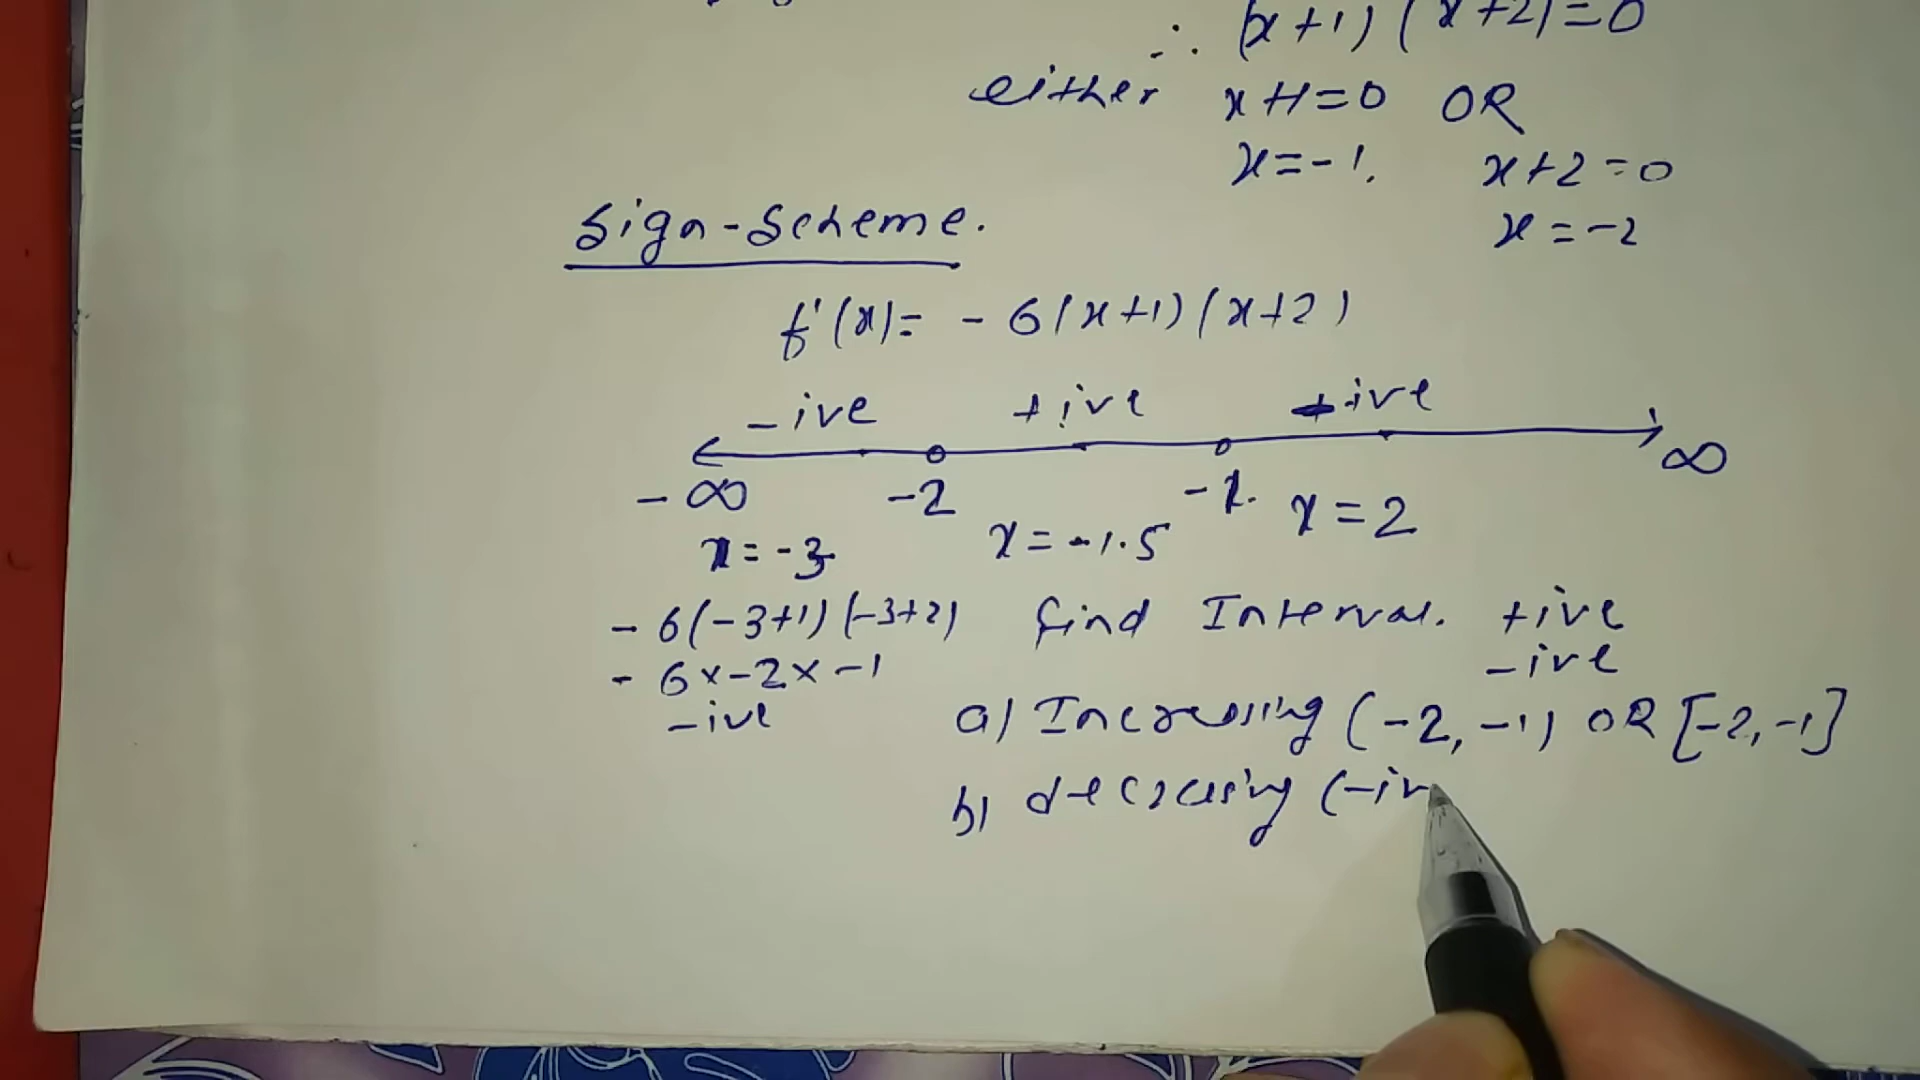 ∴ (x+1)(x+2)=0
either x+1=0 OR
x=-1. x+2=0
x=-2
Sign-Scheme.
f'(x)= -6(x+1)(x+2)
-ive +ive -ive
-∞ -2 -1. ∞
x=-3 x=-1.5 x=2
-6(-3+1)(-3+2) find Interval. +ive
-6x-2x-1 -ive
-ive a) Increasing (-2,-1) OR [-2,-1]
b) decreasing (-iv